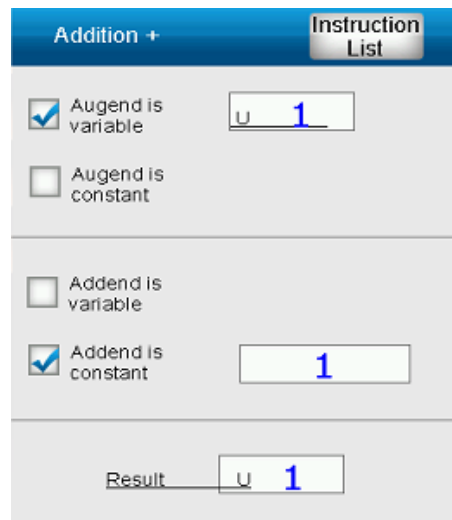 Addition +
Instruction
List
Augend is
variable
U 1
Augend is
constant
Addend is
variable
Addend is
constant
1
Result U 1